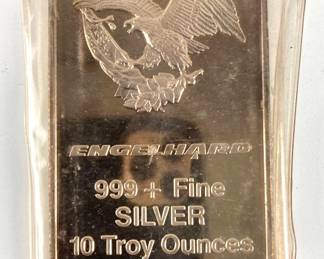 ENGELHARD
999+ Fine
SILVER
10 Troy Ounces